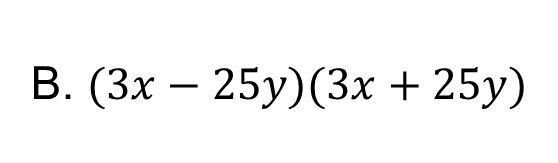 B. (3x − 25y)(3x + 25y)